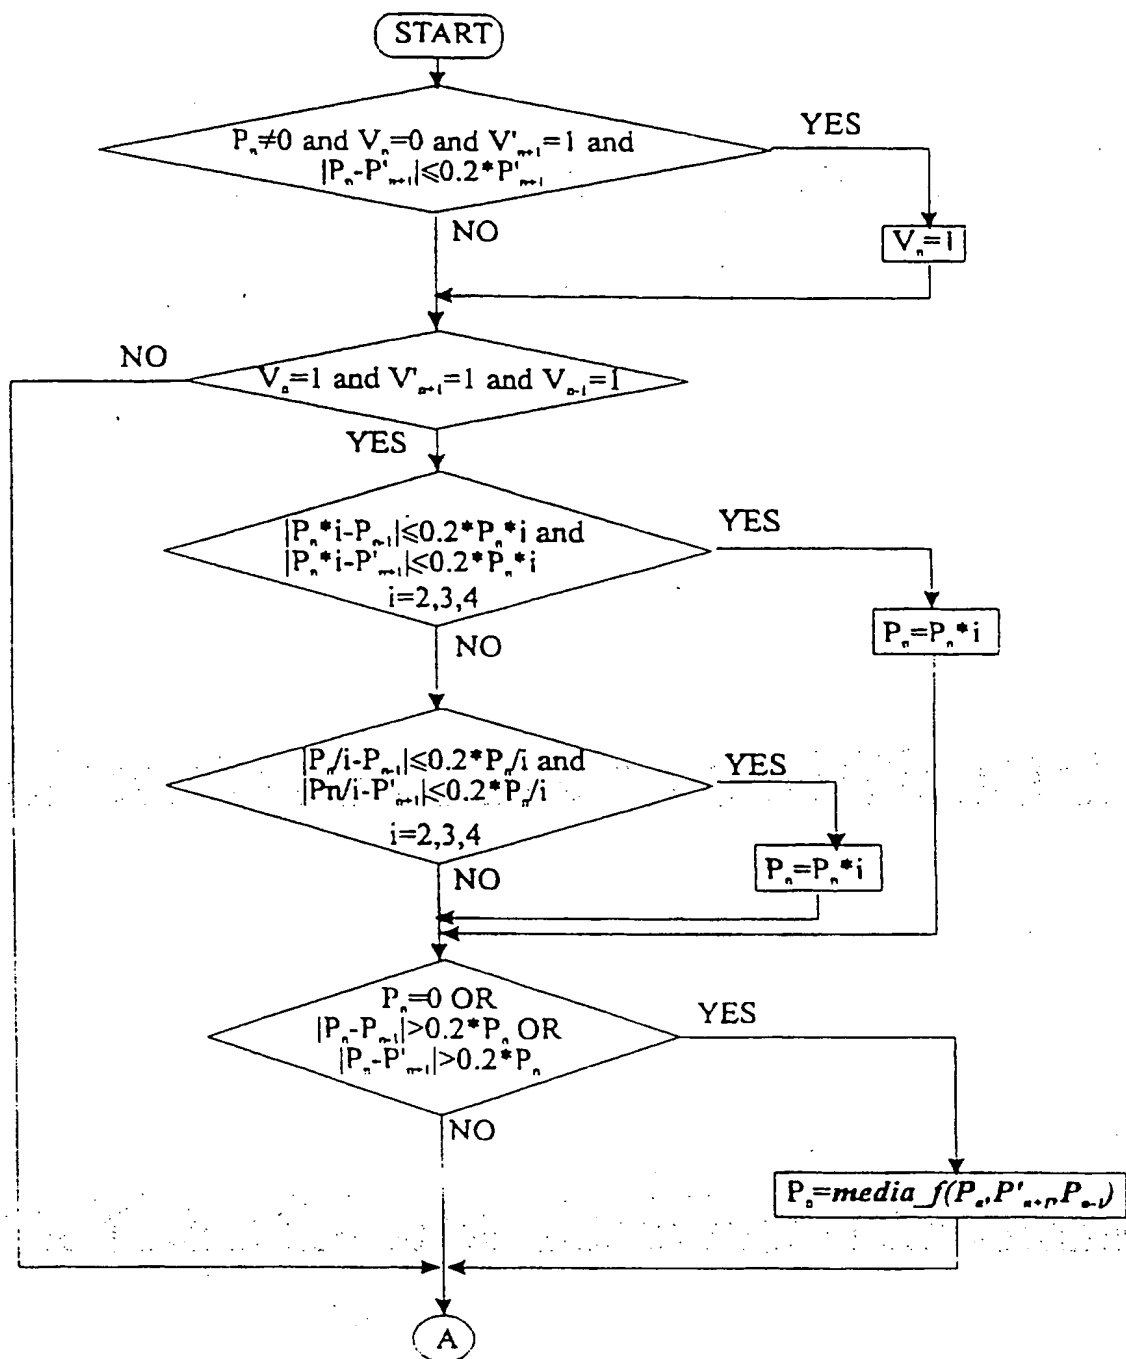 START
Pₙ≠0 and Vₙ=0 and V'ₙ₊₁=1 and
|Pₙ-P'ₙ₊₁|≤0.2*P'ₙ₊₁
YES
NO
Vₙ=1
NO
Vₙ=1 and V'ₙ₊₁=1 and Vₙ₋₁=1
YES
|Pₙ*i-Pₙ₋₁|≤0.2*Pₙ*i and
|Pₙ*i-P'ₙ₊₁|≤0.2*Pₙ*i
i=2,3,4
YES
NO
Pₙ=Pₙ*i
|Pₙ/i-Pₙ₋₁|≤0.2*Pₙ/i and
|Pn/i-P'ₙ₊₁|≤0.2*Pₙ/i
i=2,3,4
YES
NO
Pₙ=Pₙ*i
Pₙ=0 OR
|Pₙ-Pₙ₋₁|>0.2*Pₙ OR
|Pₙ-P'ₙ₊₁|>0.2*Pₙ
YES
NO
Pₙ=media_f(Pₙ,P'ₙ₊₁,Pₙ₋₁)
A